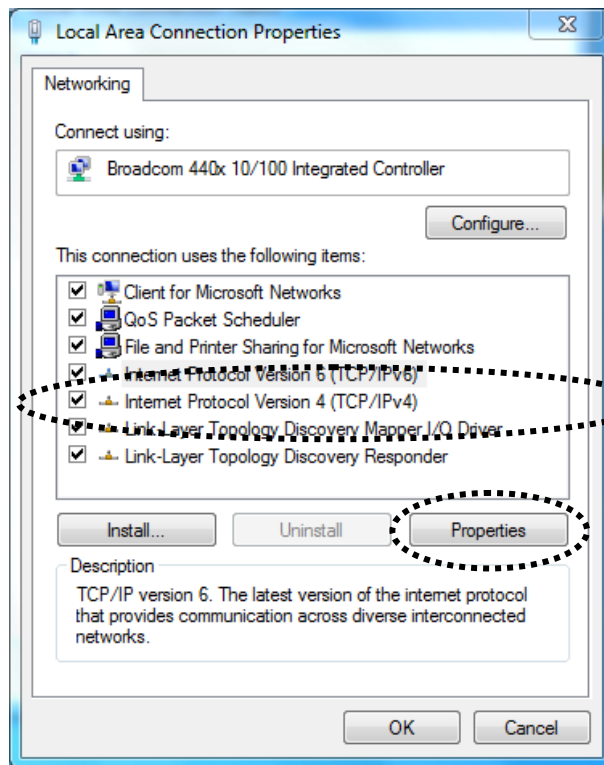 Local Area Connection Properties
Networking
Connect using:
Broadcom 440x 10/100 Integrated Controller
Configure...
This connection uses the following items:
Client for Microsoft Networks
QoS Packet Scheduler
File and Printer Sharing for Microsoft Networks
Internet Protocol Version 6 (TCP/IPv6)
Internet Protocol Version 4 (TCP/IPv4)
Link-Layer Topology Discovery Mapper I/O Driver
Link-Layer Topology Discovery Responder
Install... Uninstall Properties
Description
TCP/IP version 6. The latest version of the internet protocol
that provides communication across diverse interconnected
networks.
OK Cancel